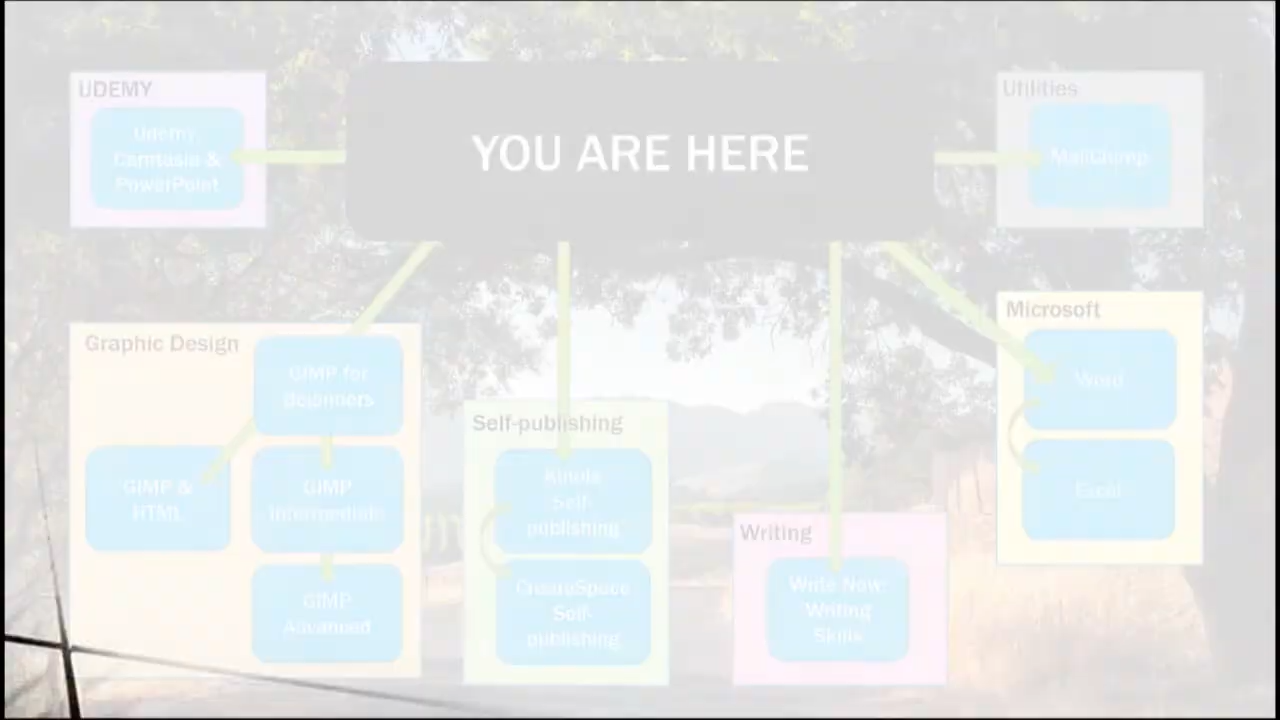 UDEMY
Udemy
Camtasia &
PowerPoint
YOU ARE HERE
Utilities
MailChimp
Graphic Design
GIMP for
Beginners
GIMP &
HTML
GIMP
Intermediate
GIMP
Advanced
Self-publishing
Kindle
Self-
publishing
CreateSpace
Self-
publishing
Writing
Write Now:
Writing
Skills
Microsoft
Word
Excel